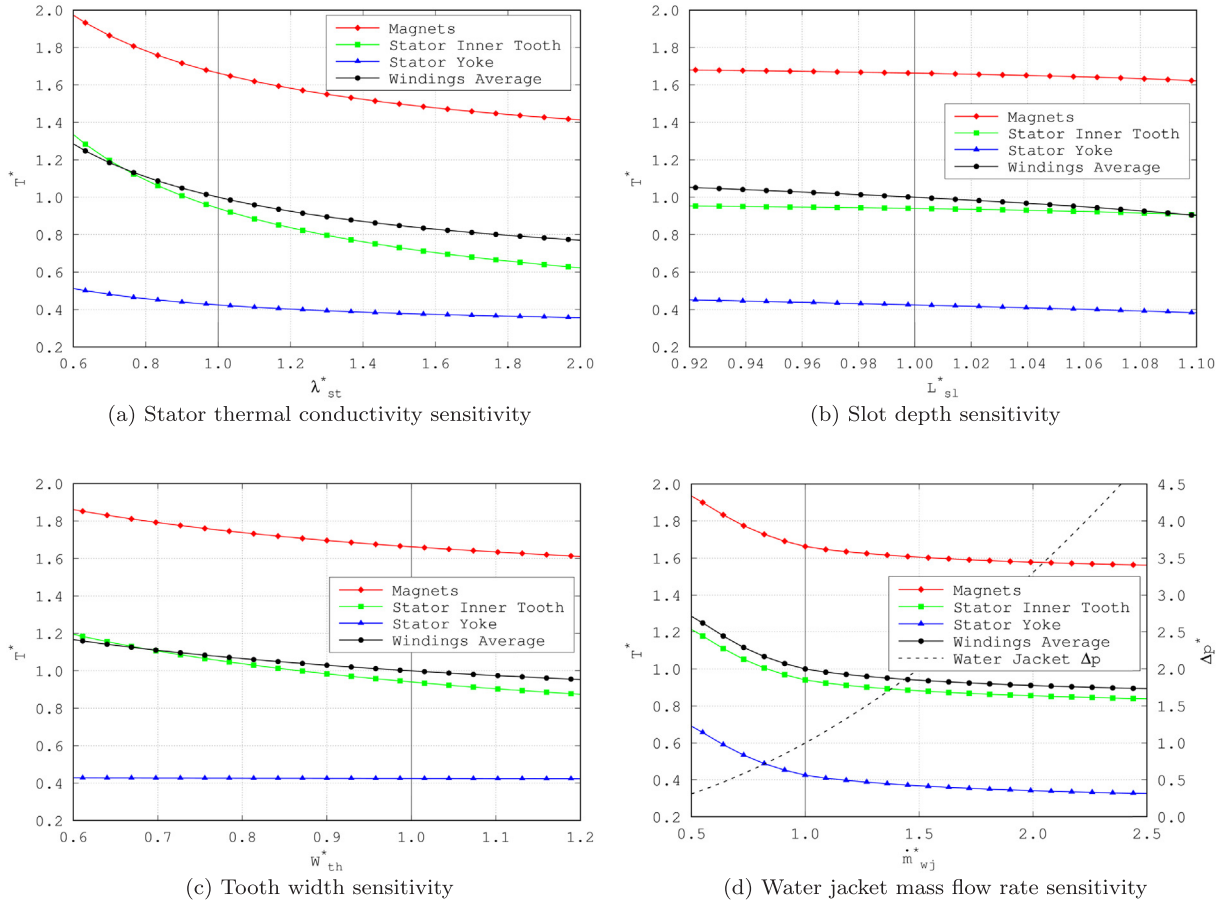 2.0
1.8
1.6
1.4
1.2
1.0
0.8
0.6
0.4
0.2
T*
Magnets
Stator Inner Tooth
Stator Yoke
Windings Average
0.6 0.8 1.0 1.2 1.4 1.6 1.8 2.0
λ*st
(a) Stator thermal conductivity sensitivity
2.0
1.8
1.6
1.4
1.2
1.0
0.8
0.6
0.4
0.2
T*
Magnets
Stator Inner Tooth
Stator Yoke
Windings Average
0.92 0.94 0.96 0.98 1.00 1.02 1.04 1.06 1.08 1.10
L*sl
(b) Slot depth sensitivity
2.0
1.8
1.6
1.4
1.2
1.0
0.8
0.6
0.4
0.2
T*
Magnets
Stator Inner Tooth
Stator Yoke
Windings Average
0.6 0.7 0.8 0.9 1.0 1.1 1.2
W*th
(c) Tooth width sensitivity
2.0
1.8
1.6
1.4
1.2
1.0
0.8
0.6
0.4
0.2
T*
Magnets
Stator Inner Tooth
Stator Yoke
Windings Average
Water Jacket Δp
4.5
4.0
3.5
3.0
2.5
2.0
1.5
1.0
0.5
0.0
Δp*
0.5 1.0 1.5 2.0 2.5
ṁ*wj
(d) Water jacket mass flow rate sensitivity